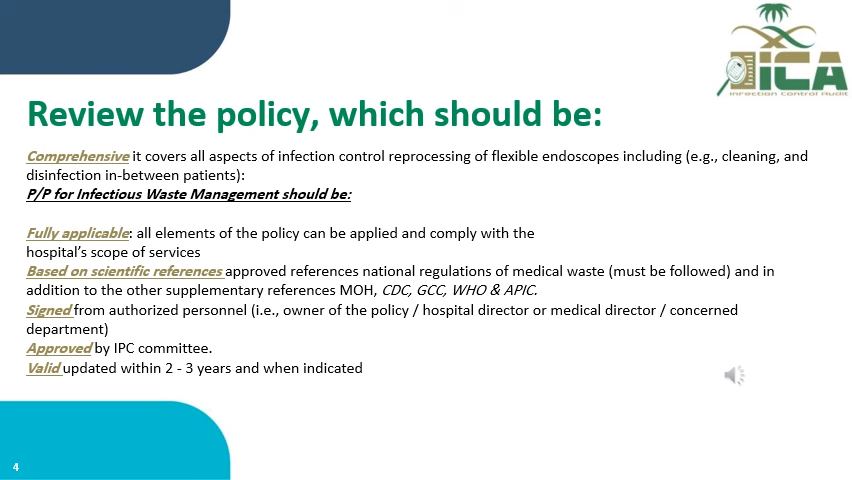 iCA
Infection Control Audit
Review the policy, which should be:
Comprehensive it covers all aspects of infection control reprocessing of flexible endoscopes including (e.g., cleaning, and
disinfection in-between patients):
P/P for Infectious Waste Management should be:
Fully applicable: all elements of the policy can be applied and comply with the
hospital's scope of services
Based on scientific references approved references national regulations of medical waste (must be followed) and in
addition to the other supplementary references MOH, CDC, GCC, WHO & APIC.
Signed from authorized personnel (i.e., owner of the policy / hospital director or medical director / concerned
department)
Approved by IPC committee.
Valid updated within 2 - 3 years and when indicated
4